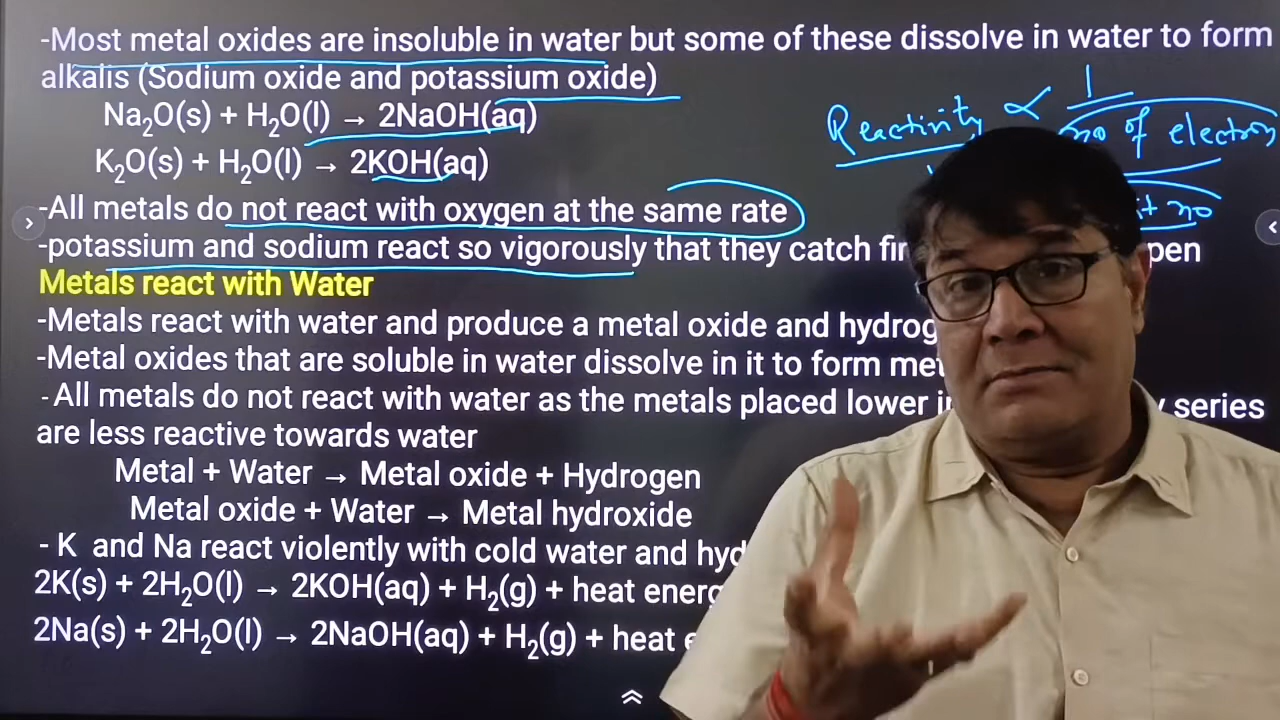 -Most metal oxides are insoluble in water but some of these dissolve in water to form
alkalis (Sodium oxide and potassium oxide)
Na₂O(s) + H₂O(l) → 2NaOH(aq)
K₂O(s) + H₂O(l) → 2KOH(aq)
Reactivity ∝ 1
no of electron
no
-All metals do not react with oxygen at the same rate
-potassium and sodium react so vigorously that they catch
Metals react with Water
-Metals react with water and produce a metal oxide and
-Metal oxides that are soluble in water dissolve in it to form
-All metals do not react with water as the metals placed lower series
are less reactive towards water
Metal + Water → Metal oxide + Hydrogen
Metal oxide + Water → Metal hydroxide
- K and Na react violently with cold water and
2K(s) + 2H₂O(l) → 2KOH(aq) + H₂(g) + heat
2Na(s) + 2H₂O(l) → 2NaOH(aq) + H₂(g) + heat